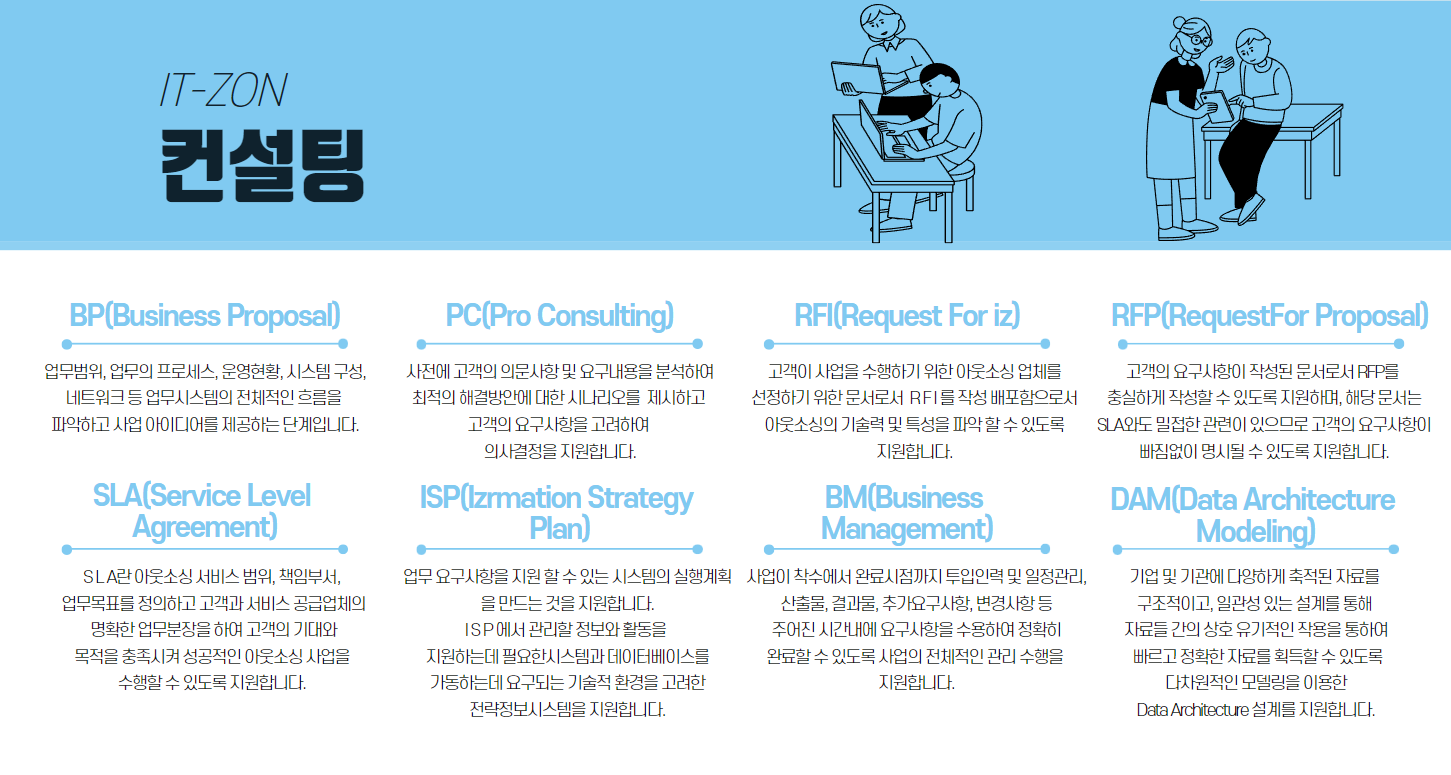 IT-ZON
컨설팅
BP(Business Proposal)
업무범위, 업무의 프로세스, 운영현황, 시스템 구성,
네트워크 등 업무시스템의 전체적인 흐름을
파악하고 사업 아이디어를 제공하는 단계입니다.
PC(Pro Consulting)
사전에 고객의 의문사항 및 요구내용을 분석하여
최적의 해결방안에 대한 시나리오를 제시하고
고객의 요구사항을 고려하여
의사결정을 지원합니다.
RFI(Request For iz)
고객이 사업을 수행하기 위한 아웃소싱 업체를
선정하기 위한 문서로서 R F I 를 작성 배포함으로서
아웃소싱의 기술력 및 특성을 파악 할 수 있도록
지원합니다.
RFP(RequestFor Proposal)
고객의 요구사항이 작성된 문서로서 RFP를
충실하게 작성할 수 있도록 지원하며, 해당 문서는
SLA와도 밀접한 관련이 있으므로 고객의 요구사항이
빠짐없이 명시될 수 있도록 지원합니다.
SLA(Service Level
Agreement)
S L A란 아웃소싱 서비스 범위, 책임부서,
업무목표를 정의하고 고객과 서비스 공급업체의
명확한 업무분장을 하여 고객의 기대와
목적을 충족시켜 성공적인 아웃소싱 사업을
수행할 수 있도록 지원합니다.
ISP(Izrmation Strategy
Plan)
업무 요구사항을 지원 할 수 있는 시스템의 실행계획
을 만드는 것을 지원합니다.
I S P 에서 관리할 정보와 활동을
지원하는데 필요한시스템과 데이터베이스를
가동하는데 요구되는 기술적 환경을 고려한
전략정보시스템을 지원합니다.
BM(Business
Management)
사업이 착수에서 완료시점까지 투입인력 및 일정관리,
산출물, 결과물, 추가요구사항, 변경사항 등
주어진 시간내에 요구사항을 수용하여 정확히
완료할 수 있도록 사업의 전체적인 관리 수행을
지원합니다.
DAM(Data Architecture
Modeling)
기업 및 기관에 다양하게 축적된 자료를
구조적이고, 일관성 있는 설계를 통해
자료들 간의 상호 유기적인 작용을 통하여
빠르고 정확한 자료를 획득할 수 있도록
다차원적인 모델링을 이용한
Data Architecture 설계를 지원합니다.